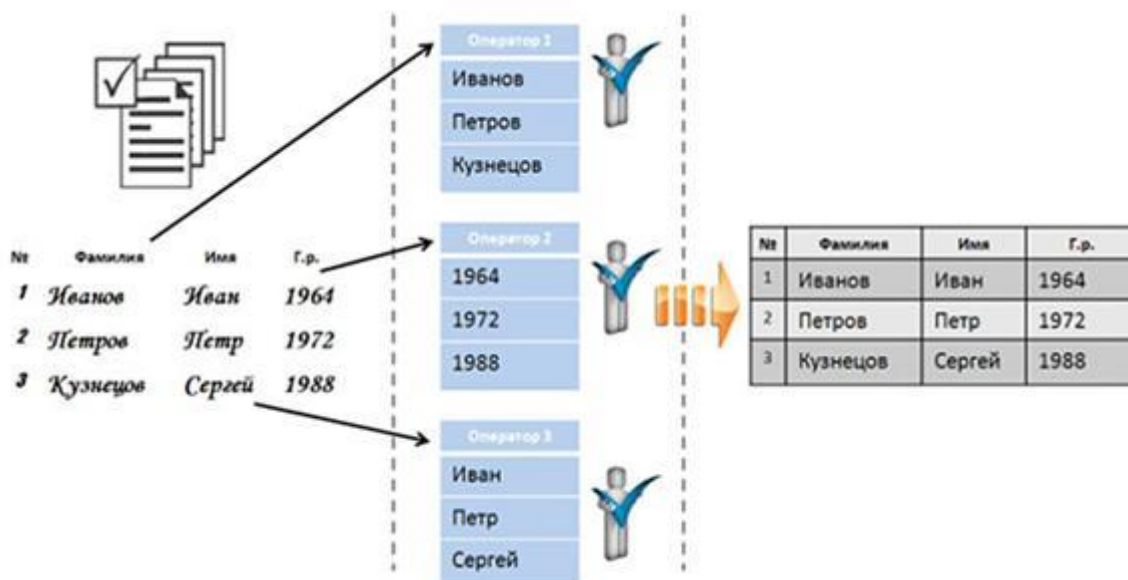 № Фамилия Имя Г.р.
1 Иванов Иван 1964
2 Петров Петр 1972
3 Кузнецов Сергей 1988
Оператор 1
Иванов
Петров
Кузнецов
Оператор 2
1964
1972
1988
Оператор 3
Иван
Петр
Сергей
№ Фамилия Имя Г.р.
1 Иванов Иван 1964
2 Петров Петр 1972
3 Кузнецов Сергей 1988